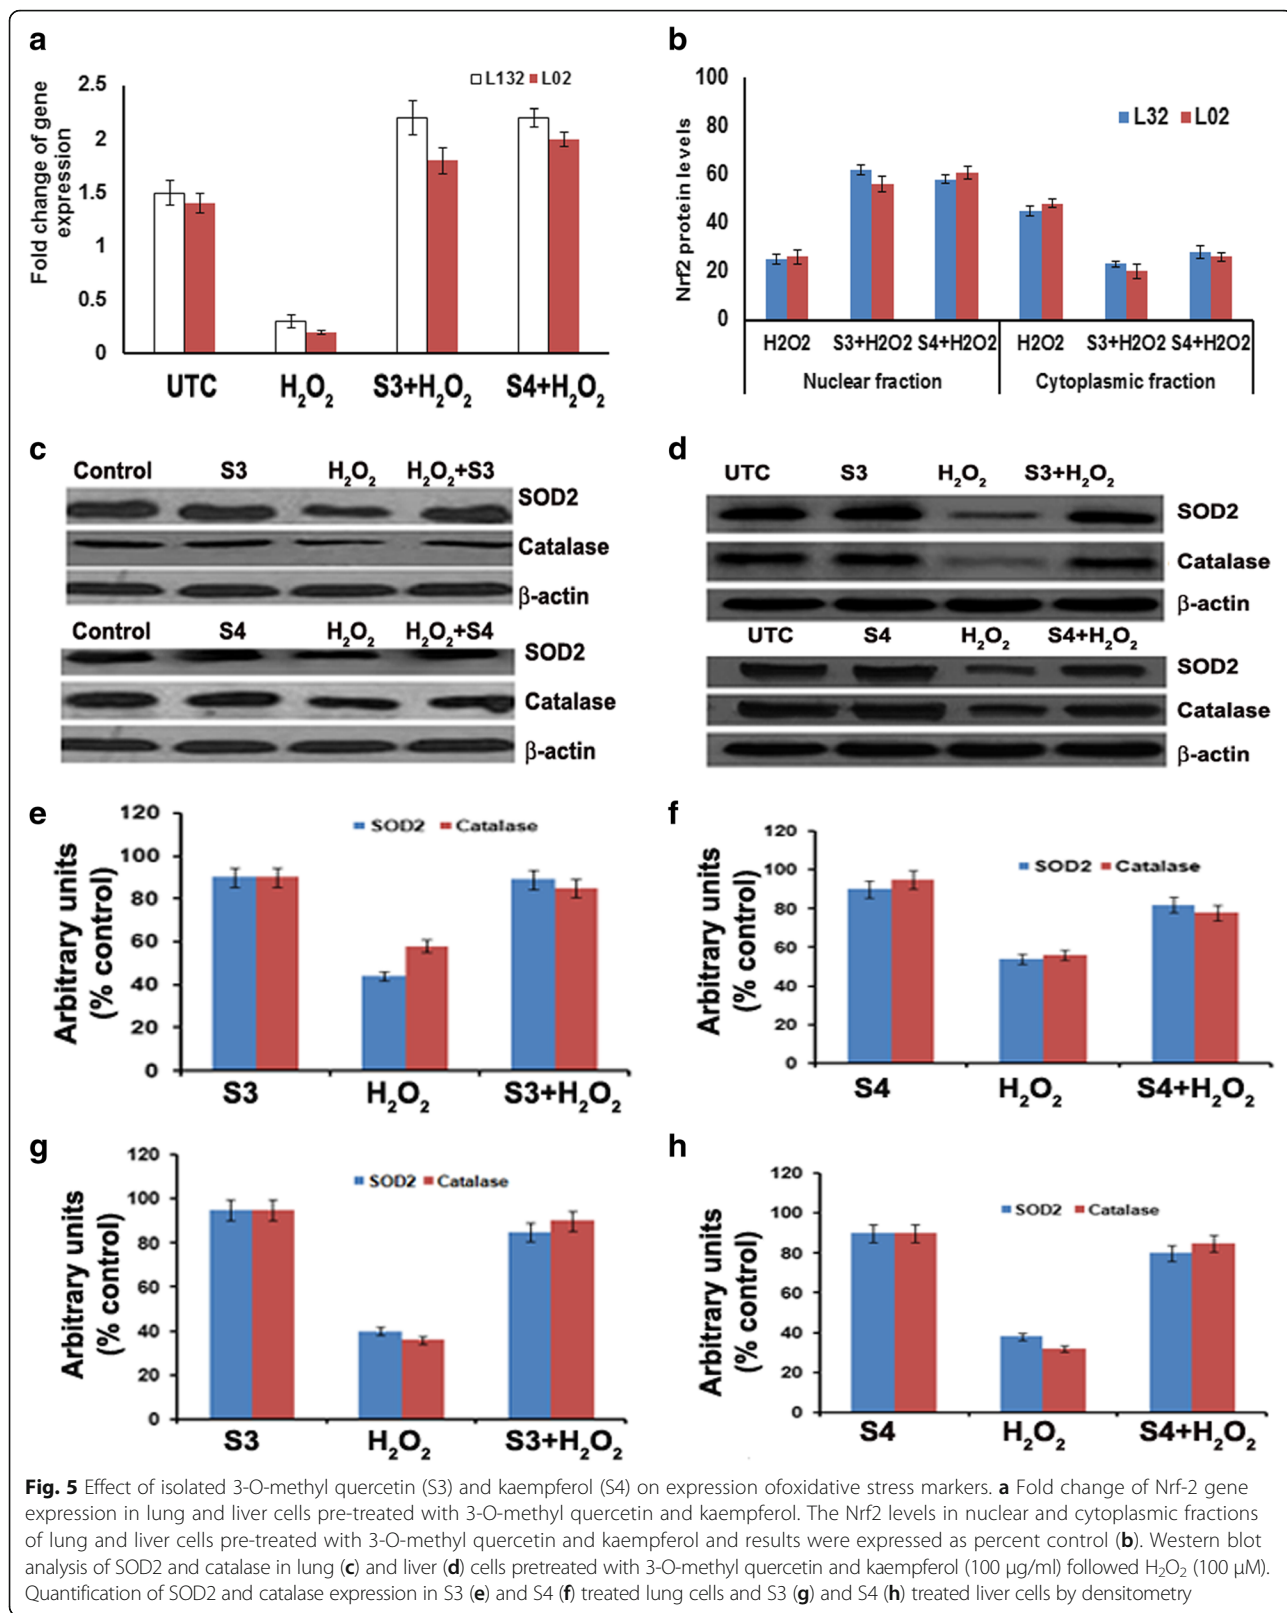 a
Fold change of gene
expression
2.5
2
1.5
1
0.5
0
L132 L02
UTC H₂O₂ S3+H₂O₂ S4+H₂O₂
b
Nrf2 protein levels
100
80
60
40
20
0
L32 L02
H2O2 S3+H2O2 S4+H2O2 H2O2 S3+H2O2 S4+H2O2
Nuclear fraction Cytoplasmic fraction
c
Control S3 H₂O₂ H₂O₂+S3
SOD2
Catalase
β-actin
Control S4 H₂O₂ H₂O₂+S4
SOD2
Catalase
β-actin
d
UTC S3 H₂O₂ S3+H₂O₂
SOD2
Catalase
β-actin
UTC S4 H₂O₂ S4+H₂O₂
SOD2
Catalase
β-actin
e
Arbitrary units
(% control)
120
100
80
60
40
20
0
SOD2 Catalase
S3 H₂O₂ S3+H₂O₂
f
Arbitrary units
(% control)
120
100
80
60
40
20
0
SOD2 Catalase
S4 H₂O₂ S4+H₂O₂
g
Arbitrary units
(% control)
120
100
80
60
40
20
0
SOD2 Catalase
S3 H₂O₂ S3+H₂O₂
h
Arbitrary units
(% control)
120
100
80
60
40
20
0
SOD2 Catalase
S4 H₂O₂ S4+H₂O₂
Fig. 5 Effect of isolated 3-O-methyl quercetin (S3) and kaempferol (S4) on expression ofoxidative stress markers. a Fold change of Nrf-2 gene
expression in lung and liver cells pre-treated with 3-O-methyl quercetin and kaempferol. The Nrf2 levels in nuclear and cytoplasmic fractions
of lung and liver cells pre-treated with 3-O-methyl quercetin and kaempferol and results were expressed as percent control (b). Western blot
analysis of SOD2 and catalase in lung (c) and liver (d) cells pretreated with 3-O-methyl quercetin and kaempferol (100 μg/ml) followed H₂O₂ (100 μM).
Quantification of SOD2 and catalase expression in S3 (e) and S4 (f) treated lung cells and S3 (g) and S4 (h) treated liver cells by densitometry